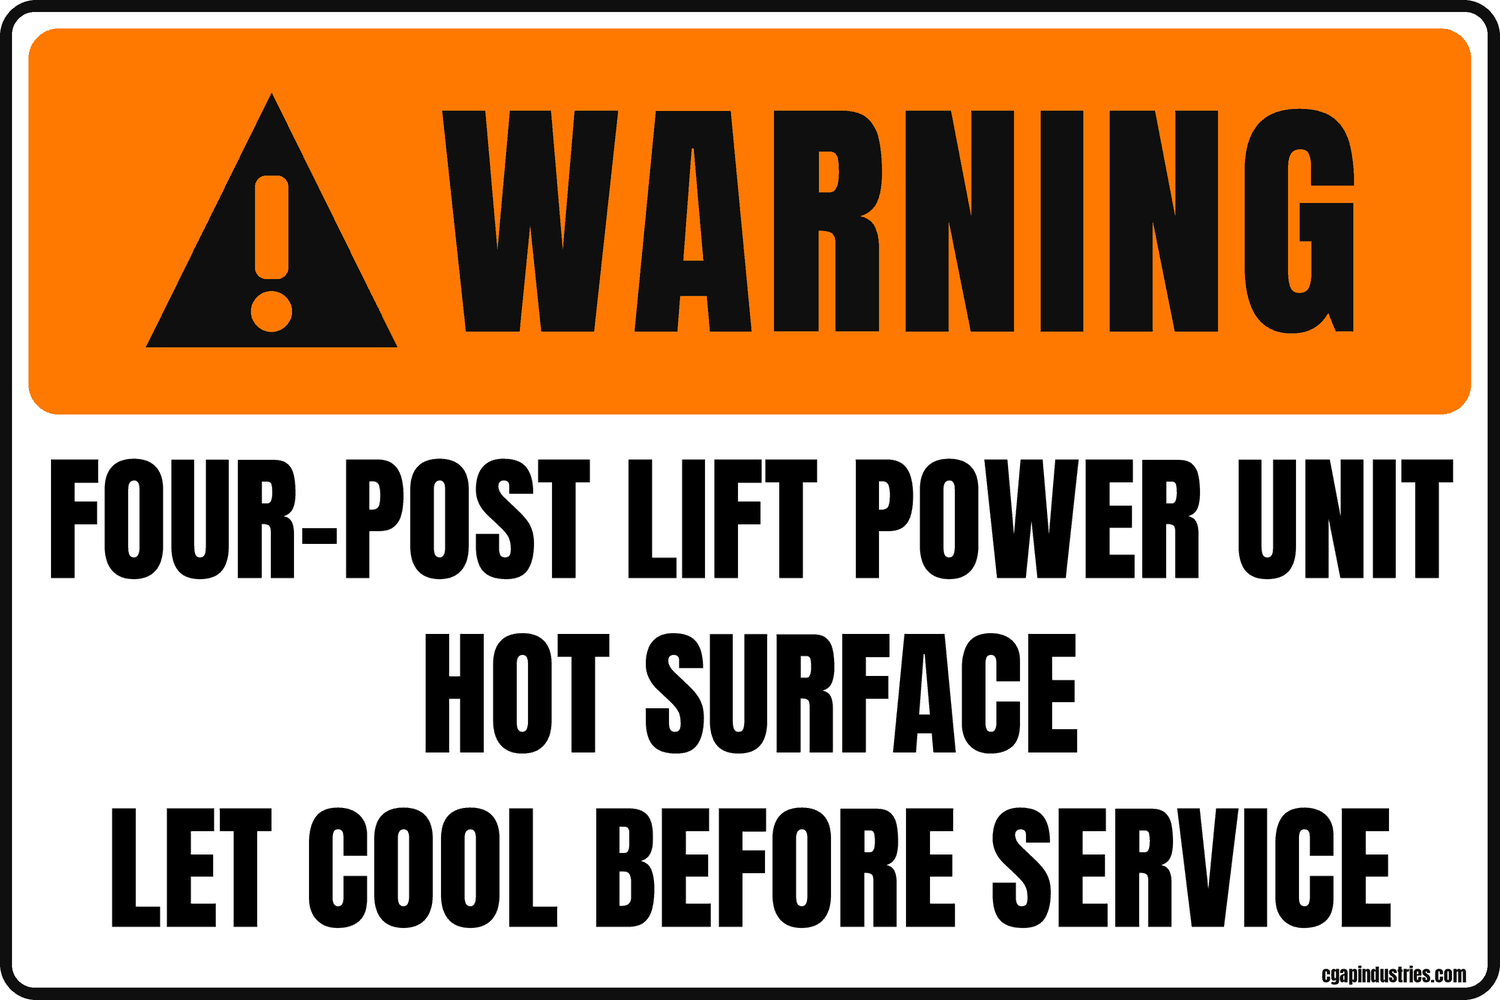 WARNING
FOUR-POST LIFT POWER UNIT
HOT SURFACE
LET COOL BEFORE SERVICE
cgapindustries.com